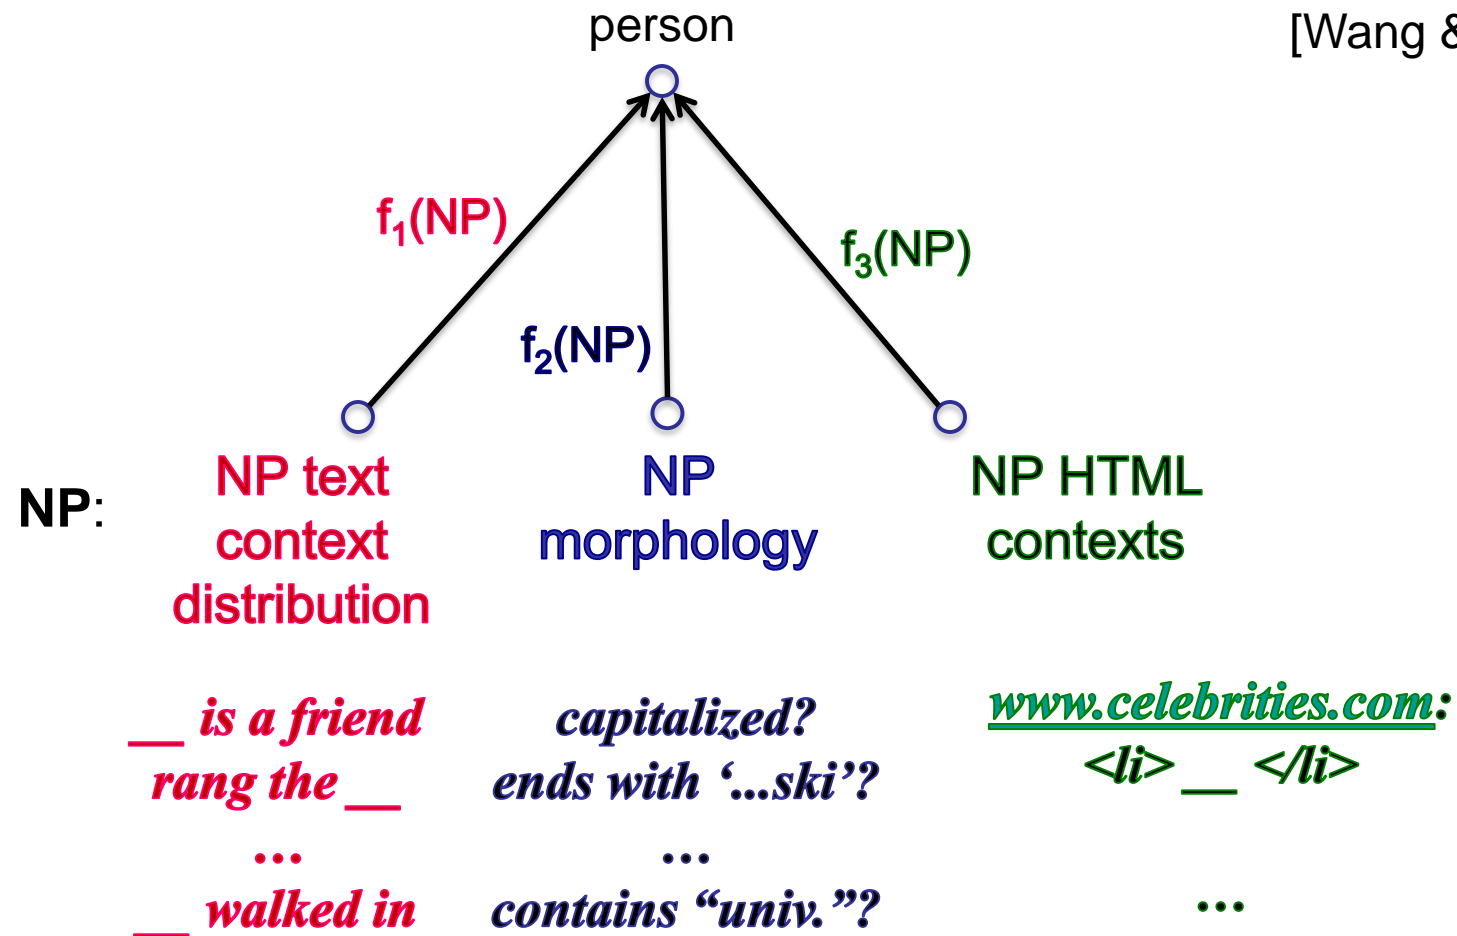 person
[Wang &
f1(NP)
f2(NP)
f3(NP)
NP:
NP text
context
distribution
NP
morphology
NP HTML
contexts
__ is a friend
rang the __
...
__ walked in
capitalized?
ends with ‘...ski’?
...
contains “univ.”?
www.celebrities.com:
<li> __ </li>
...